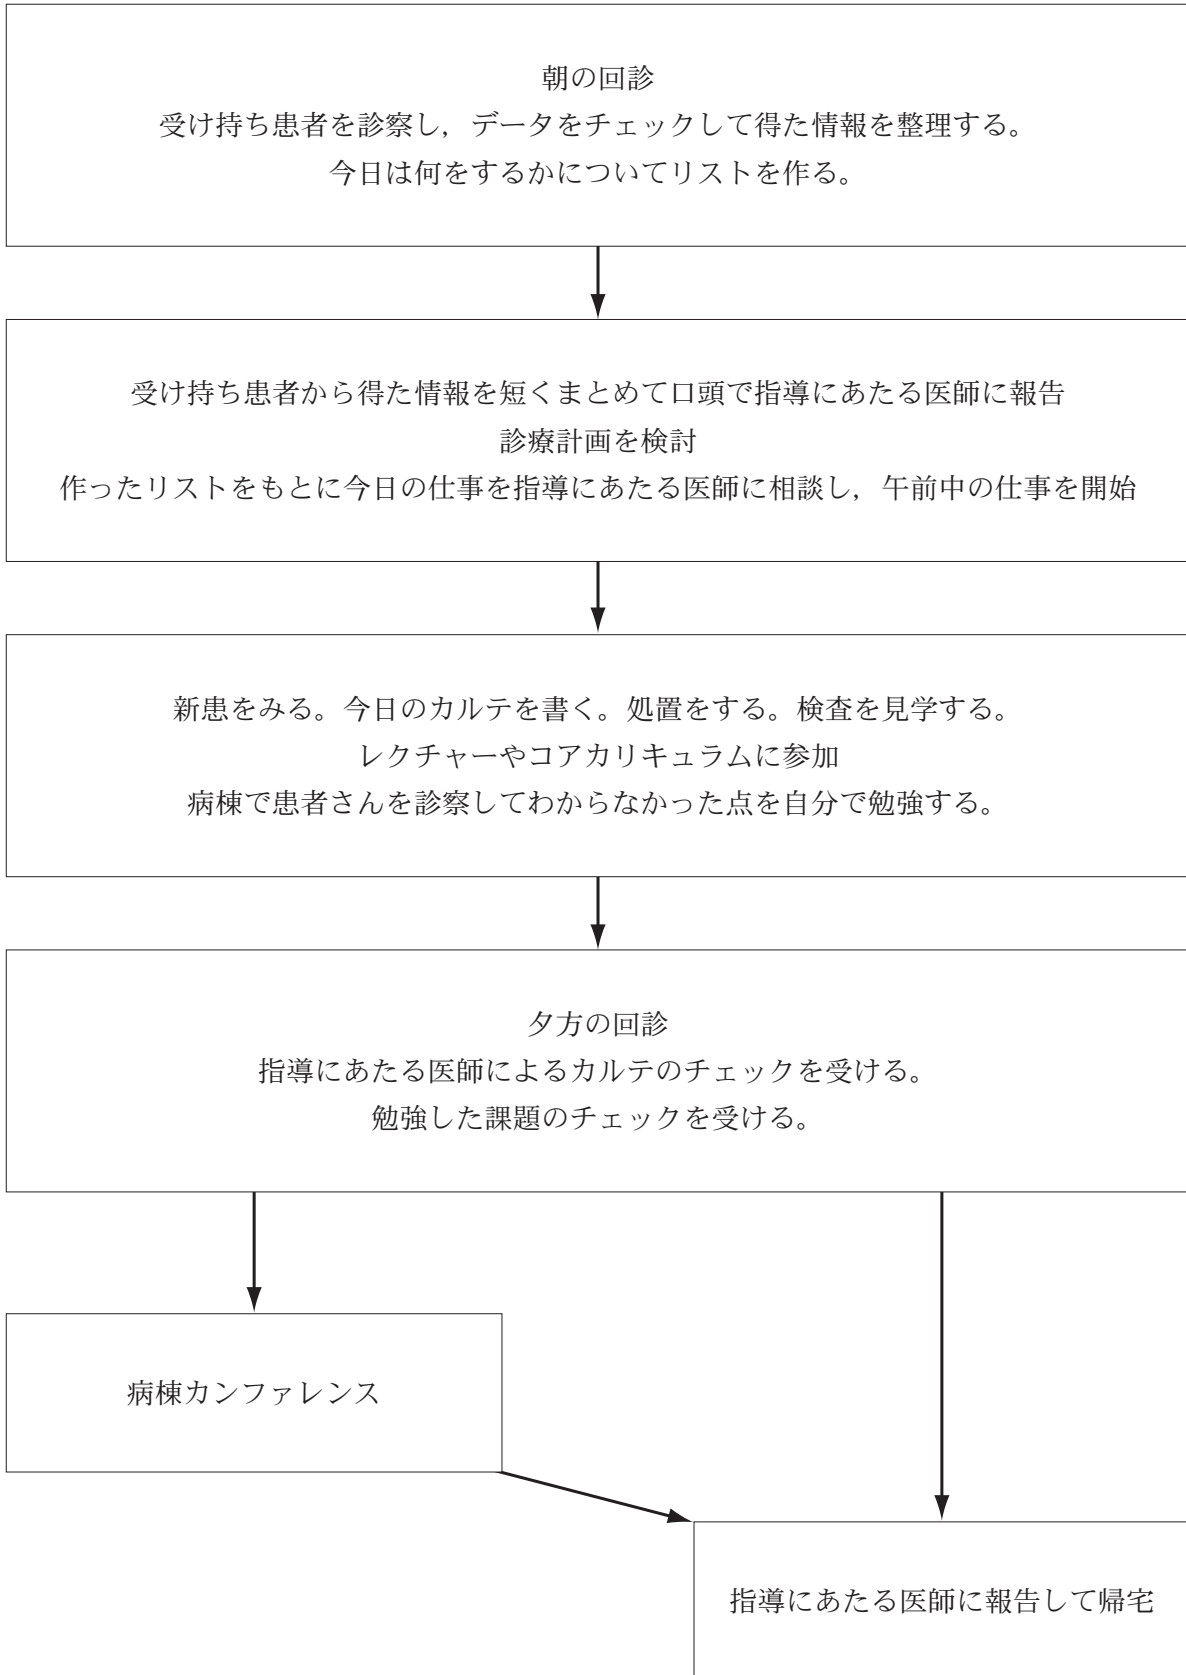 朝の回診
受け持ち患者を診察し，データをチェックして得た情報を整理する。
今日は何をするかについてリストを作る。
受け持ち患者から得た情報を短くまとめて口頭で指導にあたる医師に報告
診療計画を検討
作ったリストをもとに今日の仕事を指導にあたる医師に相談し，午前中の仕事を開始
新患をみる。今日のカルテを書く。処置をする。検査を見学する。
レクチャーやコアカリキュラムに参加
病棟で患者さんを診察してわからなかった点を自分で勉強する。
夕方の回診
指導にあたる医師によるカルテのチェックを受ける。
勉強した課題のチェックを受ける。
病棟カンファレンス
指導にあたる医師に報告して帰宅